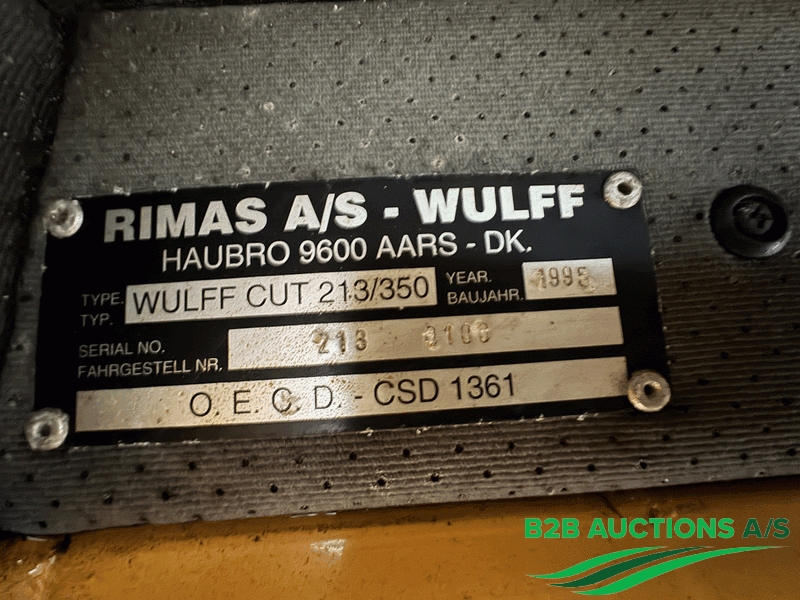 RIMAS A/S - WULFF
HAUBRO 9600 AARS - DK.
TYPE. WULFF CUT 213/350 YEAR. 1995
TYP. BAUJAHR.
SERIAL NO. 213
FAHRGESTELL NR.
O. E. C. D. - CSD 1361
B2B AUCTIONS A/S